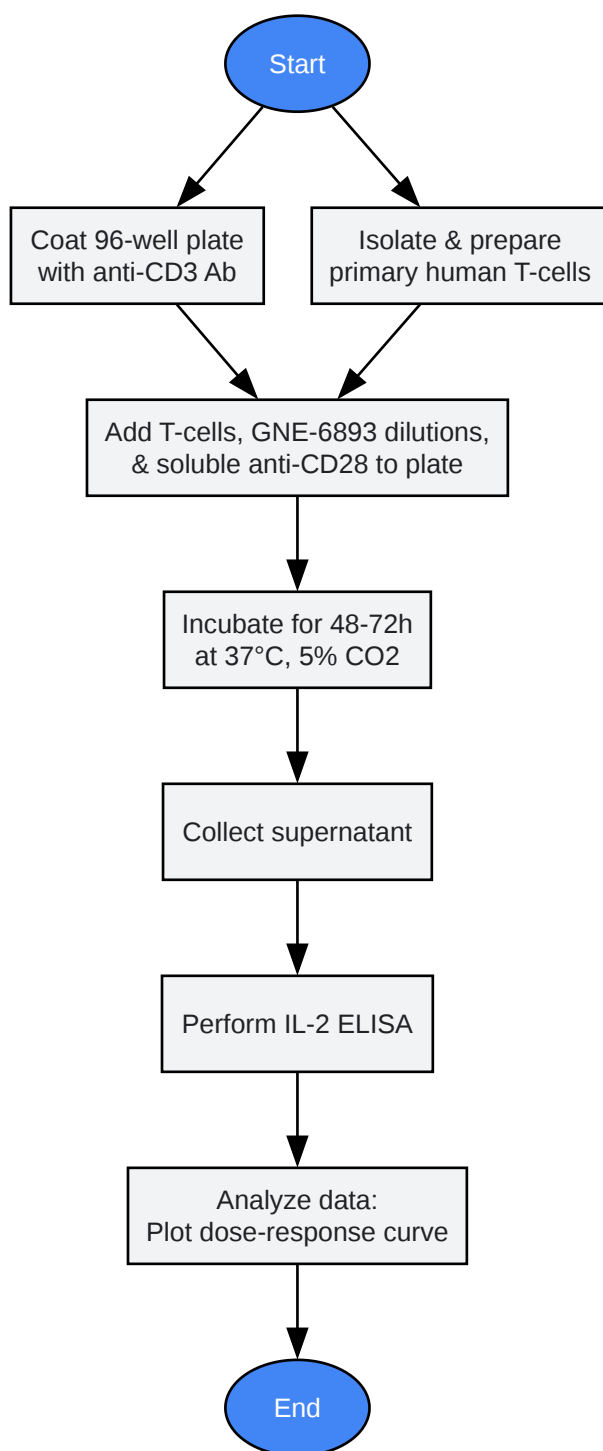 Start
Coat 96-well plate
with anti-CD3 Ab
Isolate & prepare
primary human T-cells
Add T-cells, GNE-6893 dilutions,
& soluble anti-CD28 to plate
Incubate for 48-72h
at 37°C, 5% CO2
Collect supernatant
Perform IL-2 ELISA
Analyze data:
Plot dose-response curve
End